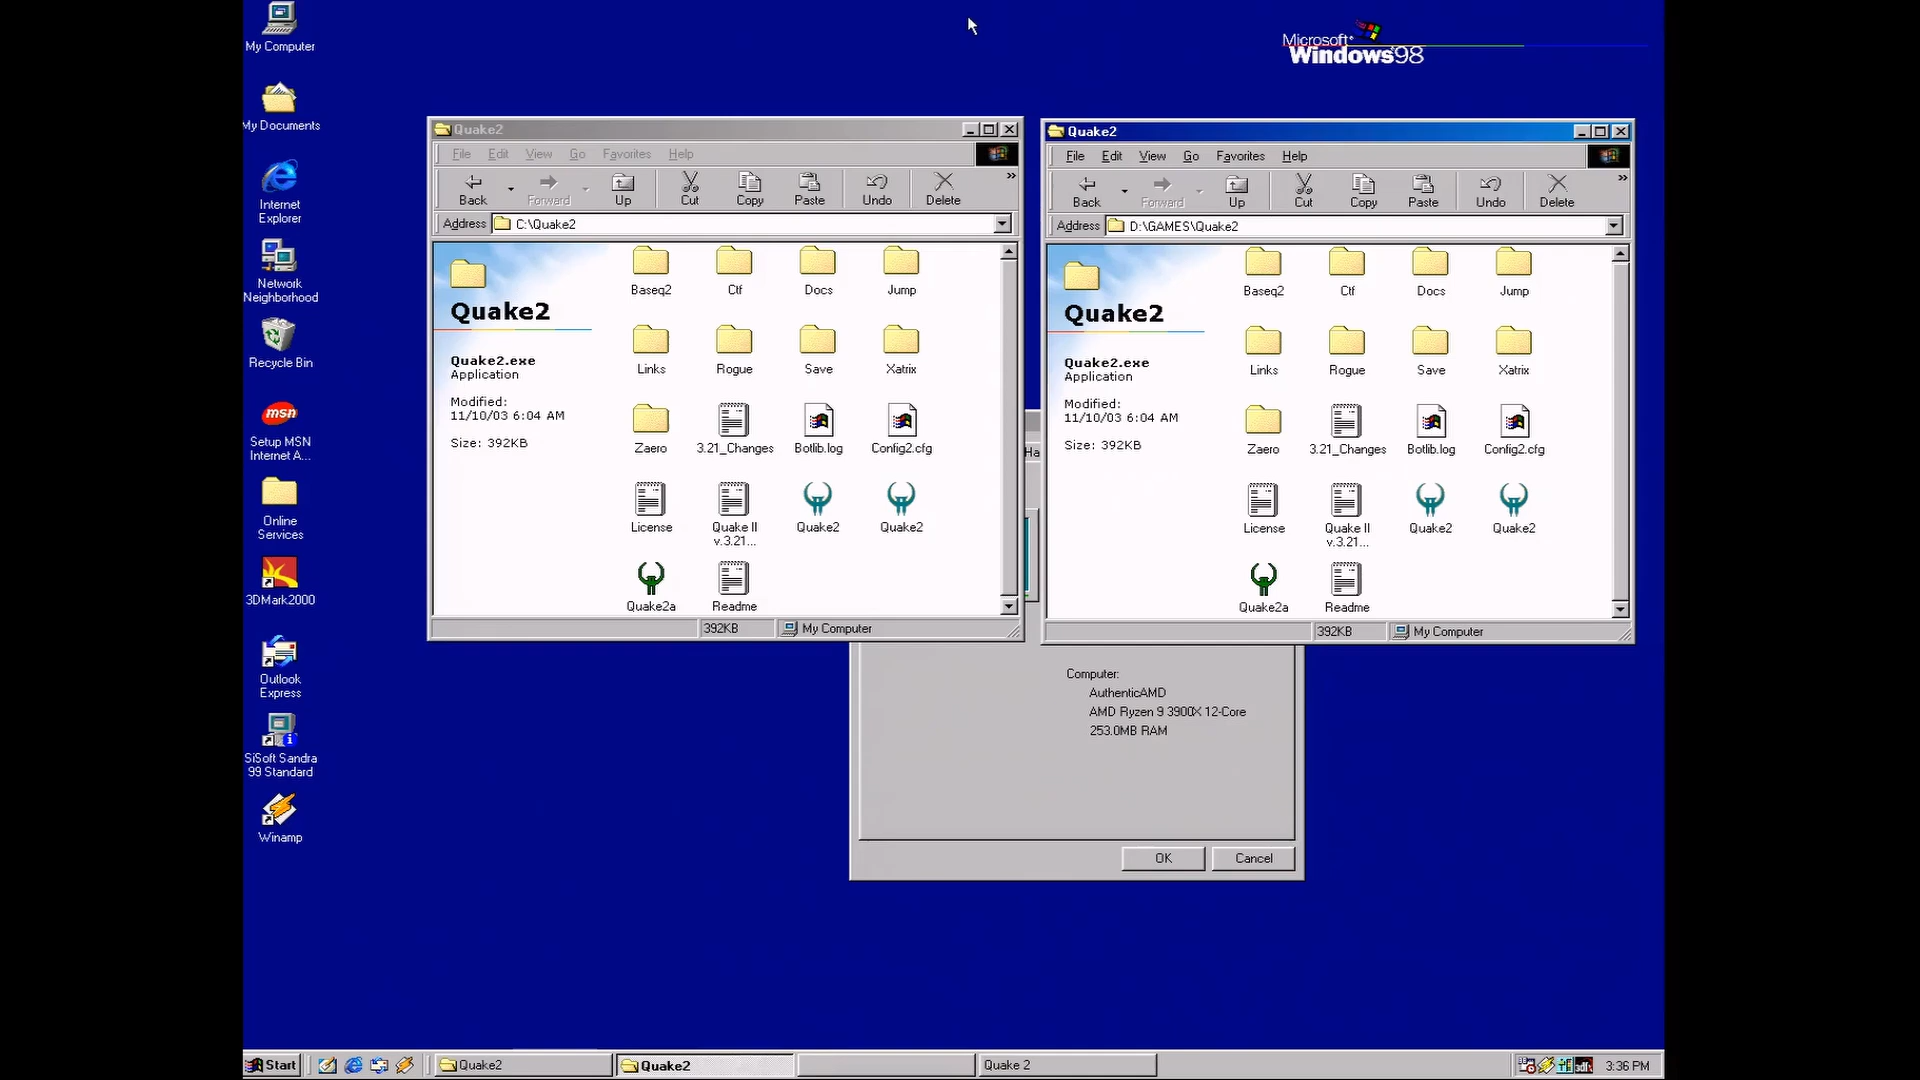 My Computer
My Documents
Internet
Explorer
Network
Neighborhood
Recycle Bin
msn
Setup MSN
Internet A...
Online
Services
3DMark2000
Outlook
Express
SiSoft Sandra
99 Standard
Winamp
Microsoft
Windows 98
Quake2
File Edit View Go Favorites Help
Back Forward Up Cut Copy Paste Undo Delete
Address C:\Quake2
Quake2
Quake2.exe
Application
Modified:
11/10/03 6:04 AM
Size: 392KB
Baseq2 Ctf Docs Jump
Links Rogue Save Xatrix
Zaero 3.21_Changes Botlib.log Config2.cfg
License Quake II Quake2 Quake2
v.3.21...
Quake2a Readme
392KB My Computer
Quake2
File Edit View Go Favorites Help
Back Forward Up Cut Copy Paste Undo Delete
Address D:\GAMES\Quake2
Quake2
Quake2.exe
Application
Modified:
11/10/03 6:04 AM
Size: 392KB
Baseq2 Ctf Docs Jump
Links Rogue Save Xatrix
Zaero 3.21_Changes Botlib.log Config2.cfg
License Quake II Quake2 Quake2
v.3.21...
Quake2a Readme
392KB My Computer
Ha
Computer:
AuthenticAMD
AMD Ryzen 9 3900X 12-Core
253.0MB RAM
OK Cancel
Start Quake2 Quake2 Quake 2 3:36 PM